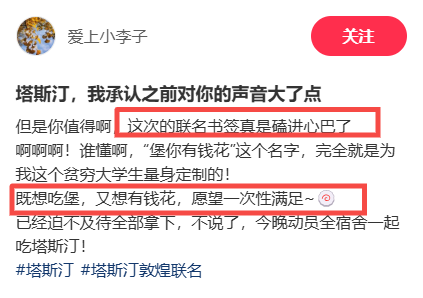 爱上小李子
关注
塔斯汀，我承认之前对你的声音大了点
但是你值得啊，这次的联名书签真是磕进心巴了
啊啊啊！谁懂啊，“堡你有钱花”这个名字，完全就是为
我这个贫穷大学生量身定制的！
既想吃堡，又想有钱花，愿望一次性满足~
已经迫不及待全部拿下，不说了，今晚动员全宿舍一起
吃塔斯汀！
#塔斯汀 #塔斯汀敦煌联名